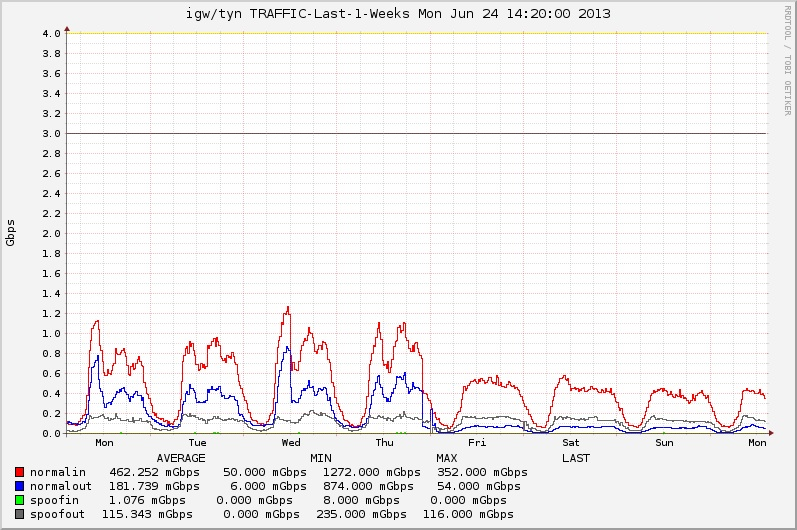 igw/tyn TRAFFIC-Last-1-Weeks Mon Jun 24 14:20:00 2013
RRDTOOL / TOBI OETIKER
Gbps
4.0
3.8
3.6
3.4
3.2
3.0
2.8
2.6
2.4
2.2
2.0
1.8
1.6
1.4
1.2
1.0
0.8
0.6
0.4
0.2
0.0
Mon Tue Wed Thu Fri Sat Sun Mon
AVERAGE MIN MAX LAST
normalin 462.252 mGbps 50.000 mGbps 1272.000 mGbps 352.000 mGbps
normalout 181.739 mGbps 6.000 mGbps 874.000 mGbps 54.000 mGbps
spoofin 1.076 mGbps 0.000 mGbps 8.000 mGbps 0.000 mGbps
spoofout 115.343 mGbps 0.000 mGbps 235.000 mGbps 116.000 mGbps